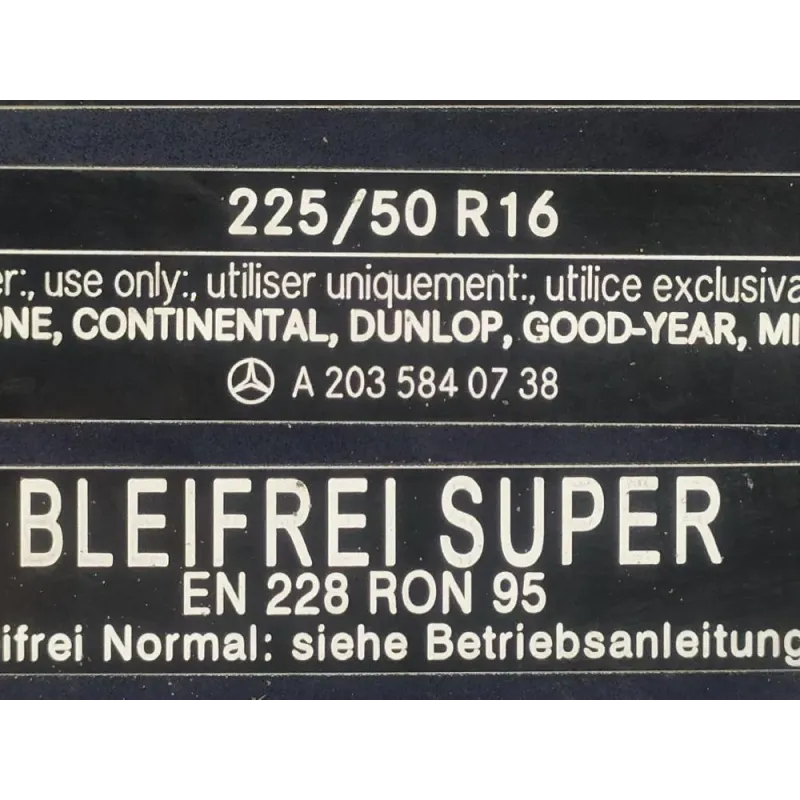 225/50 R16
er:, use only:, utiliser uniquement:, utilice exclusiva
ONE, CONTINENTAL, DUNLOP, GOOD-YEAR, MI
A 203 584 07 38
BLEIFREI SUPER
EN 228 RON 95
eifrei Normal: siehe Betriebsanleitung